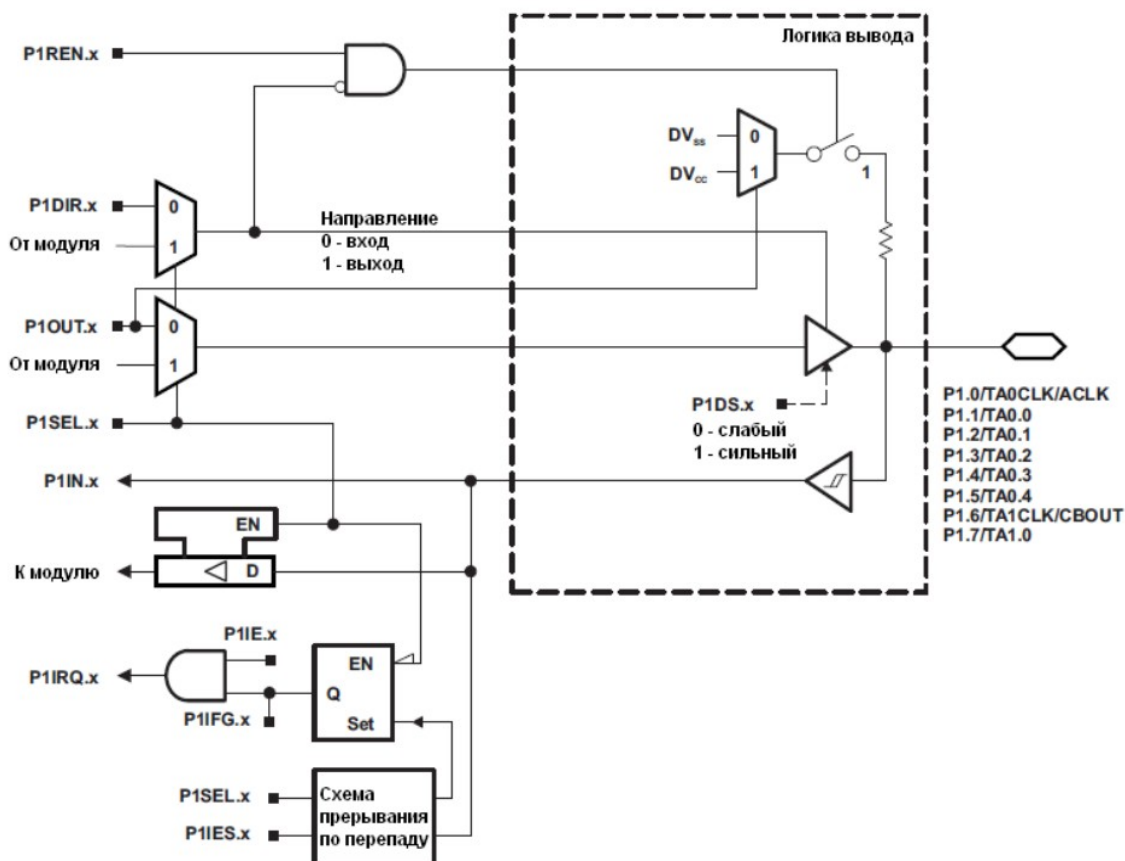 Логика вывода
P1REN.x
DVss
0
DVcc
1
1
P1DIR.x
0
От модуля
1
Направление
0 - вход
1 - выход
P1OUT.x
0
От модуля
1
P1SEL.x
P1DS.x
0 - слабый
1 - сильный
P1.0/TA0CLK/ACLK
P1.1/TA0.0
P1.2/TA0.1
P1.3/TA0.2
P1.4/TA0.3
P1.5/TA0.4
P1.6/TA1CLK/CBOUT
P1.7/TA1.0
P1IN.x
EN
К модулю
D
P1IE.x
P1IRQ.x
P1IFG.x
EN
Q
Set
P1SEL.x
P1IES.x
Схема
прерывания
по перепаду